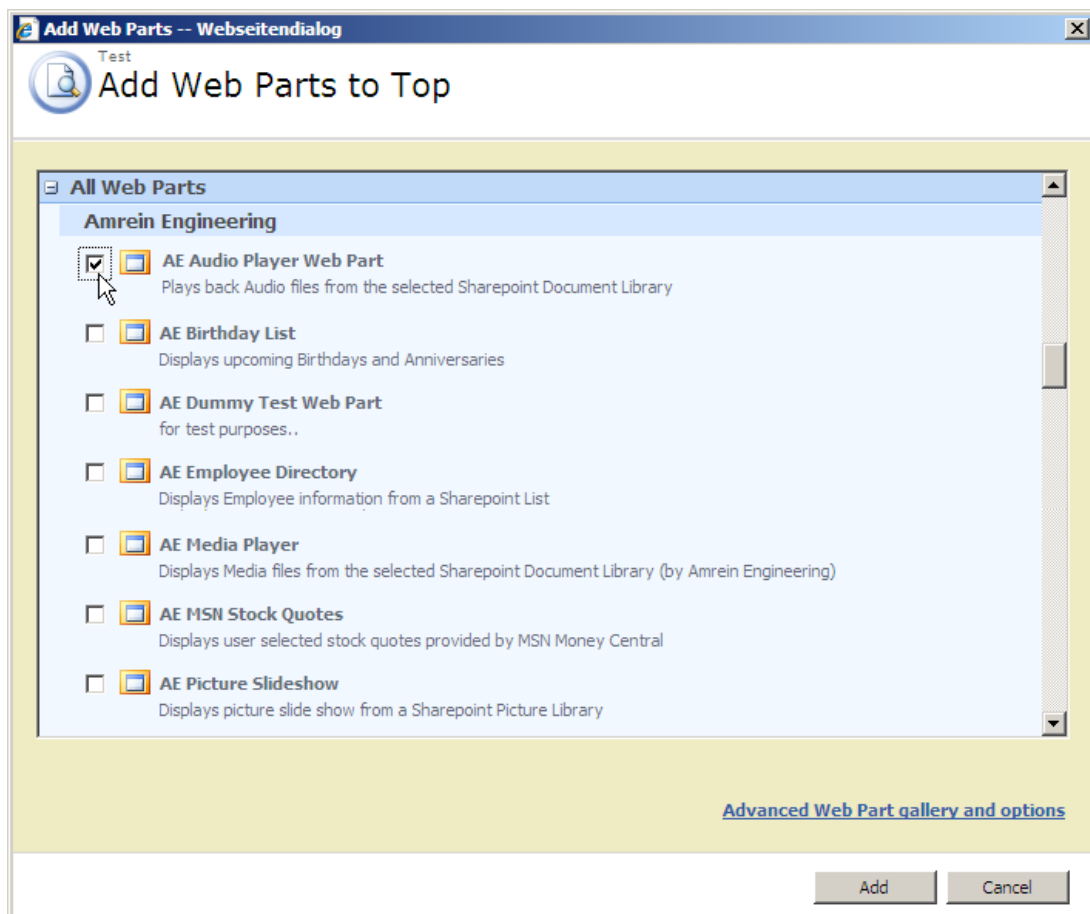 Add Web Parts -- Webseitendialog
Test
Add Web Parts to Top
All Web Parts
Amrein Engineering
AE Audio Player Web Part
Plays back Audio files from the selected Sharepoint Document Library
AE Birthday List
Displays upcoming Birthdays and Anniversaries
AE Dummy Test Web Part
for test purposes..
AE Employee Directory
Displays Employee information from a Sharepoint List
AE Media Player
Displays Media files from the selected Sharepoint Document Library (by Amrein Engineering)
AE MSN Stock Quotes
Displays user selected stock quotes provided by MSN Money Central
AE Picture Slideshow
Displays picture slide show from a Sharepoint Picture Library
Advanced Web Part gallery and options
Add Cancel